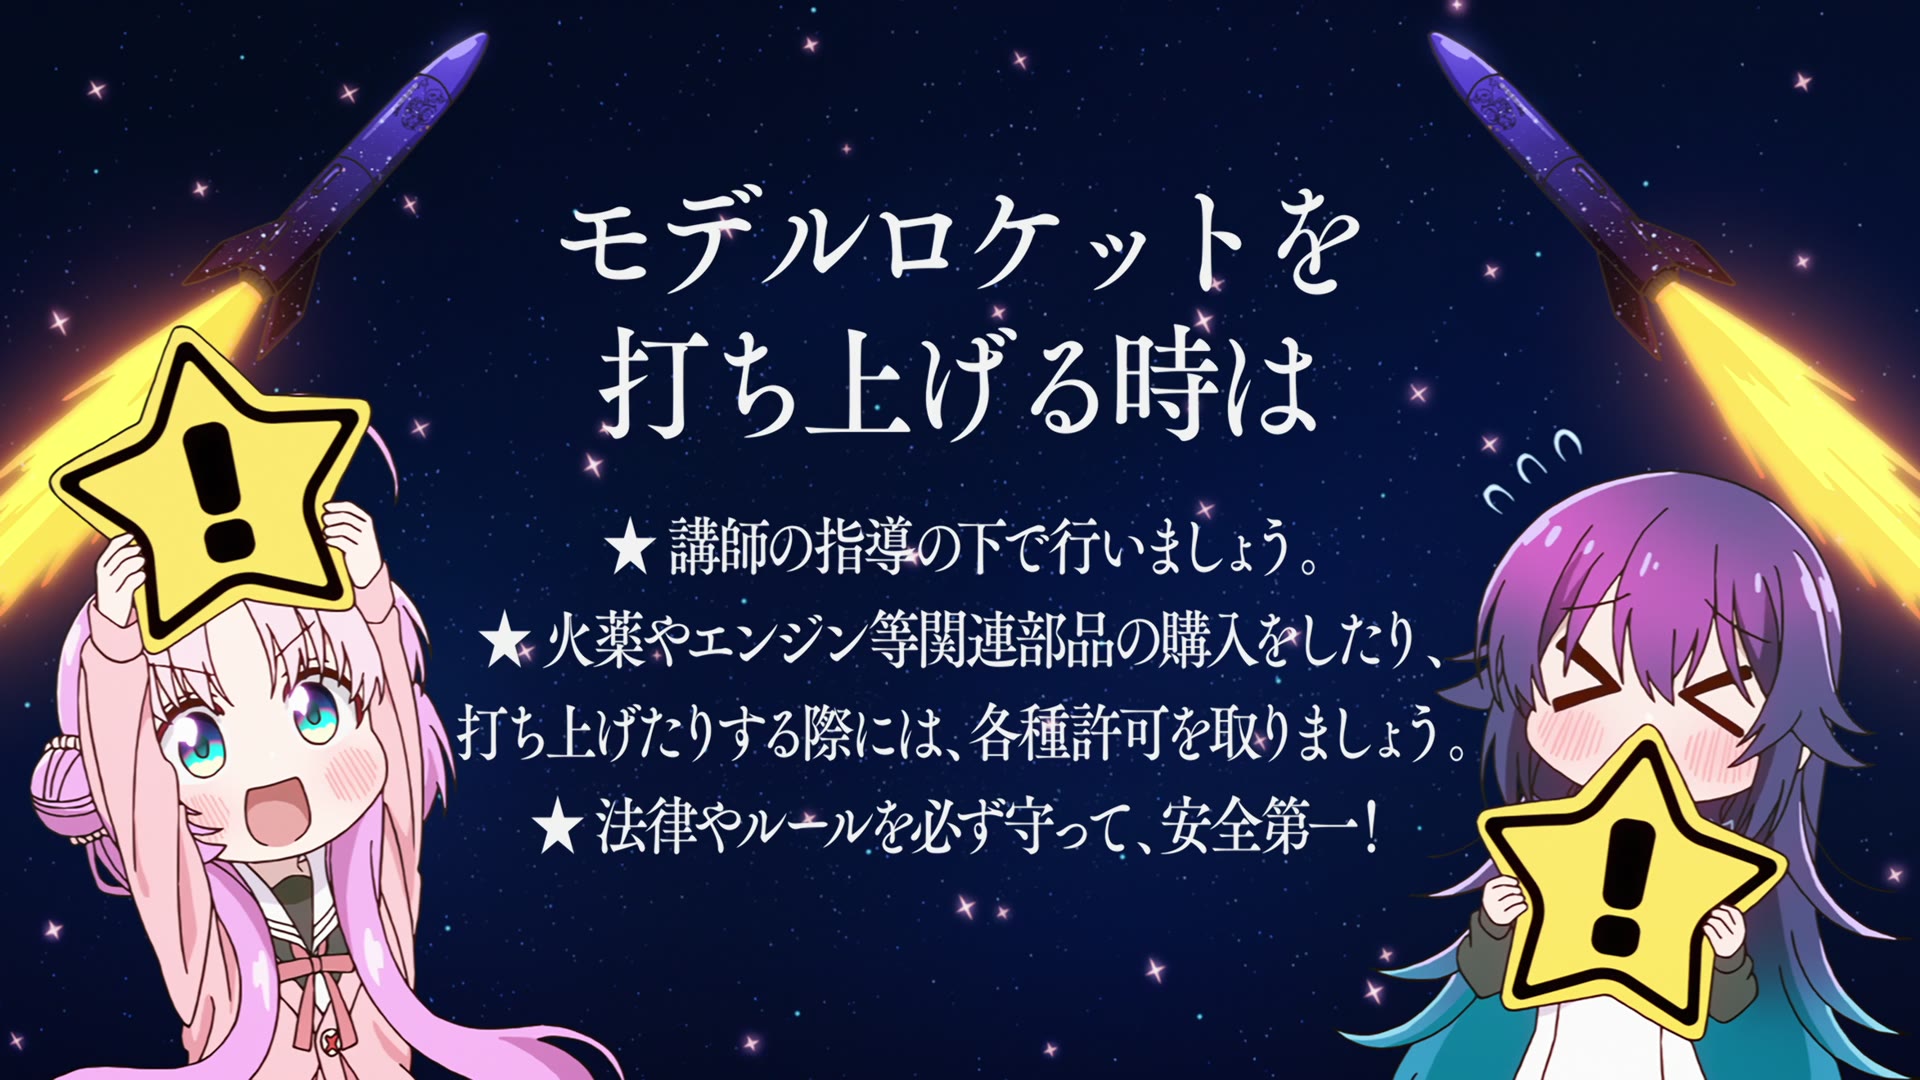 モデルロケットを
打ち上げる時は
★ 講師の指導の下で行いましょう。
★ 火薬やエンジン等関連部品の購入をしたり、
打ち上げたりする際には、各種許可を取りましょう。
★ 法律やルールを必ず守って、安全第一！